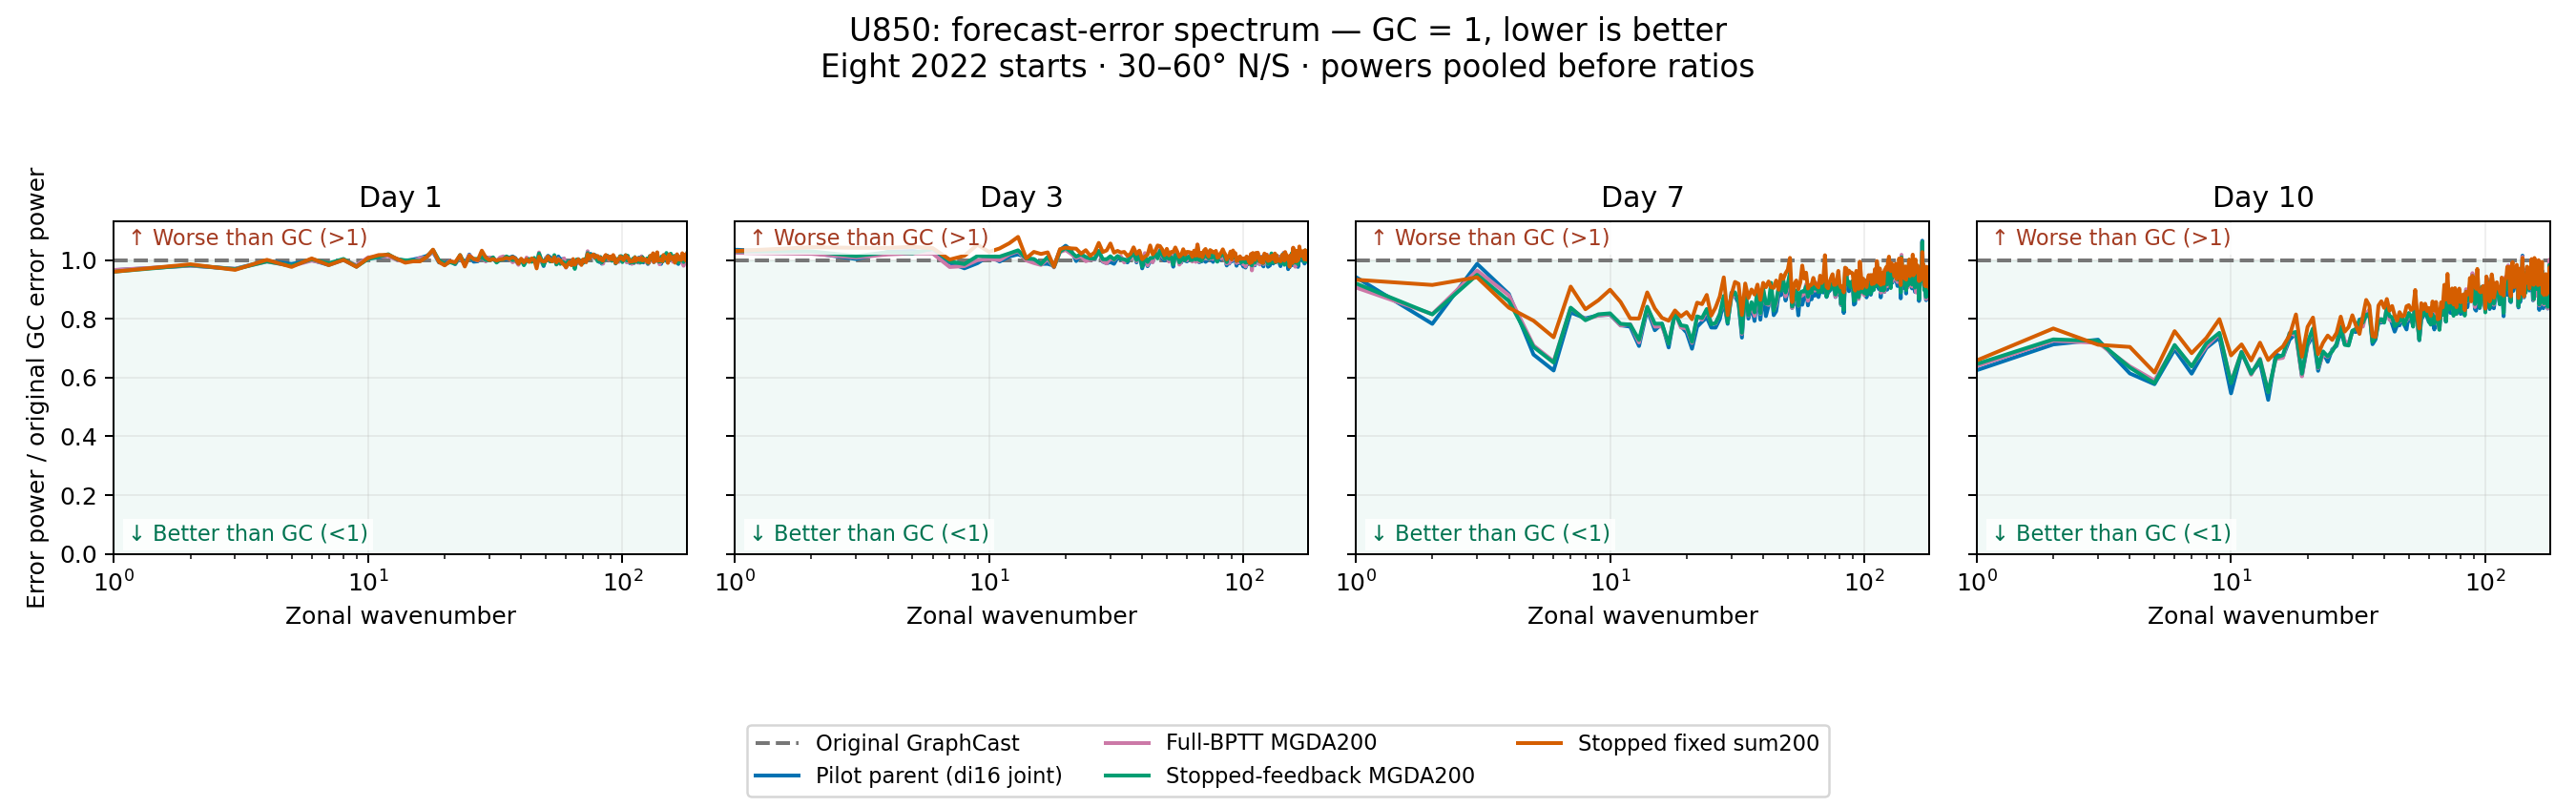 U850: forecast-error spectrum — GC = 1, lower is better
Eight 2022 starts · 30–60° N/S · powers pooled before ratios
Error power / original GC error power
Day 1
↑ Worse than GC (>1)
↓ Better than GC (<1)
1.0
0.8
0.6
0.4
0.2
0.0
10⁰ 10¹ 10²
Zonal wavenumber
Day 3
↑ Worse than GC (>1)
↓ Better than GC (<1)
10⁰ 10¹ 10²
Zonal wavenumber
Day 7
↑ Worse than GC (>1)
↓ Better than GC (<1)
10⁰ 10¹ 10²
Zonal wavenumber
Day 10
↑ Worse than GC (>1)
↓ Better than GC (<1)
10⁰ 10¹ 10²
Zonal wavenumber
Original GraphCast
Pilot parent (di16 joint)
Full-BPTT MGDA200
Stopped-feedback MGDA200
Stopped fixed sum200